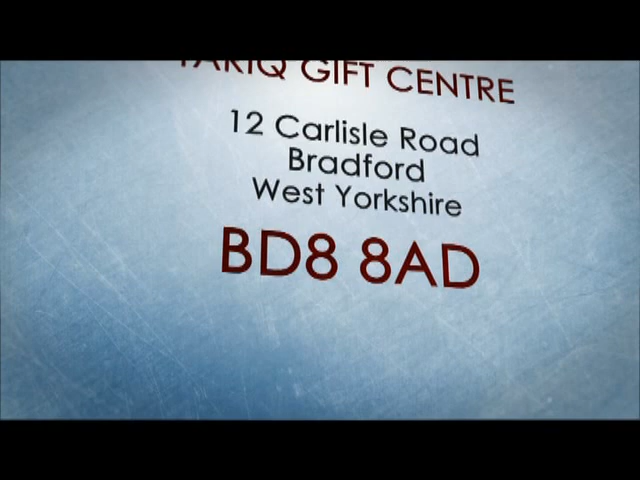 TARIQ GIFT CENTRE
12 Carlisle Road
Bradford
West Yorkshire
BD8 8AD